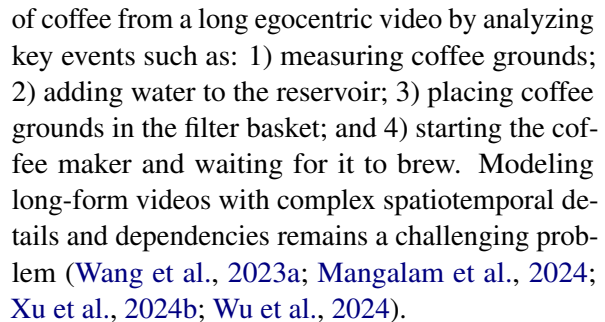 of coffee from a long egocentric video by analyzing
key events such as: 1) measuring coffee grounds;
2) adding water to the reservoir; 3) placing coffee
grounds in the filter basket; and 4) starting the cof-
fee maker and waiting for it to brew. Modeling
long-form videos with complex spatiotemporal de-
tails and dependencies remains a challenging prob-
lem (Wang et al., 2023a; Mangalam et al., 2024;
Xu et al., 2024b; Wu et al., 2024).